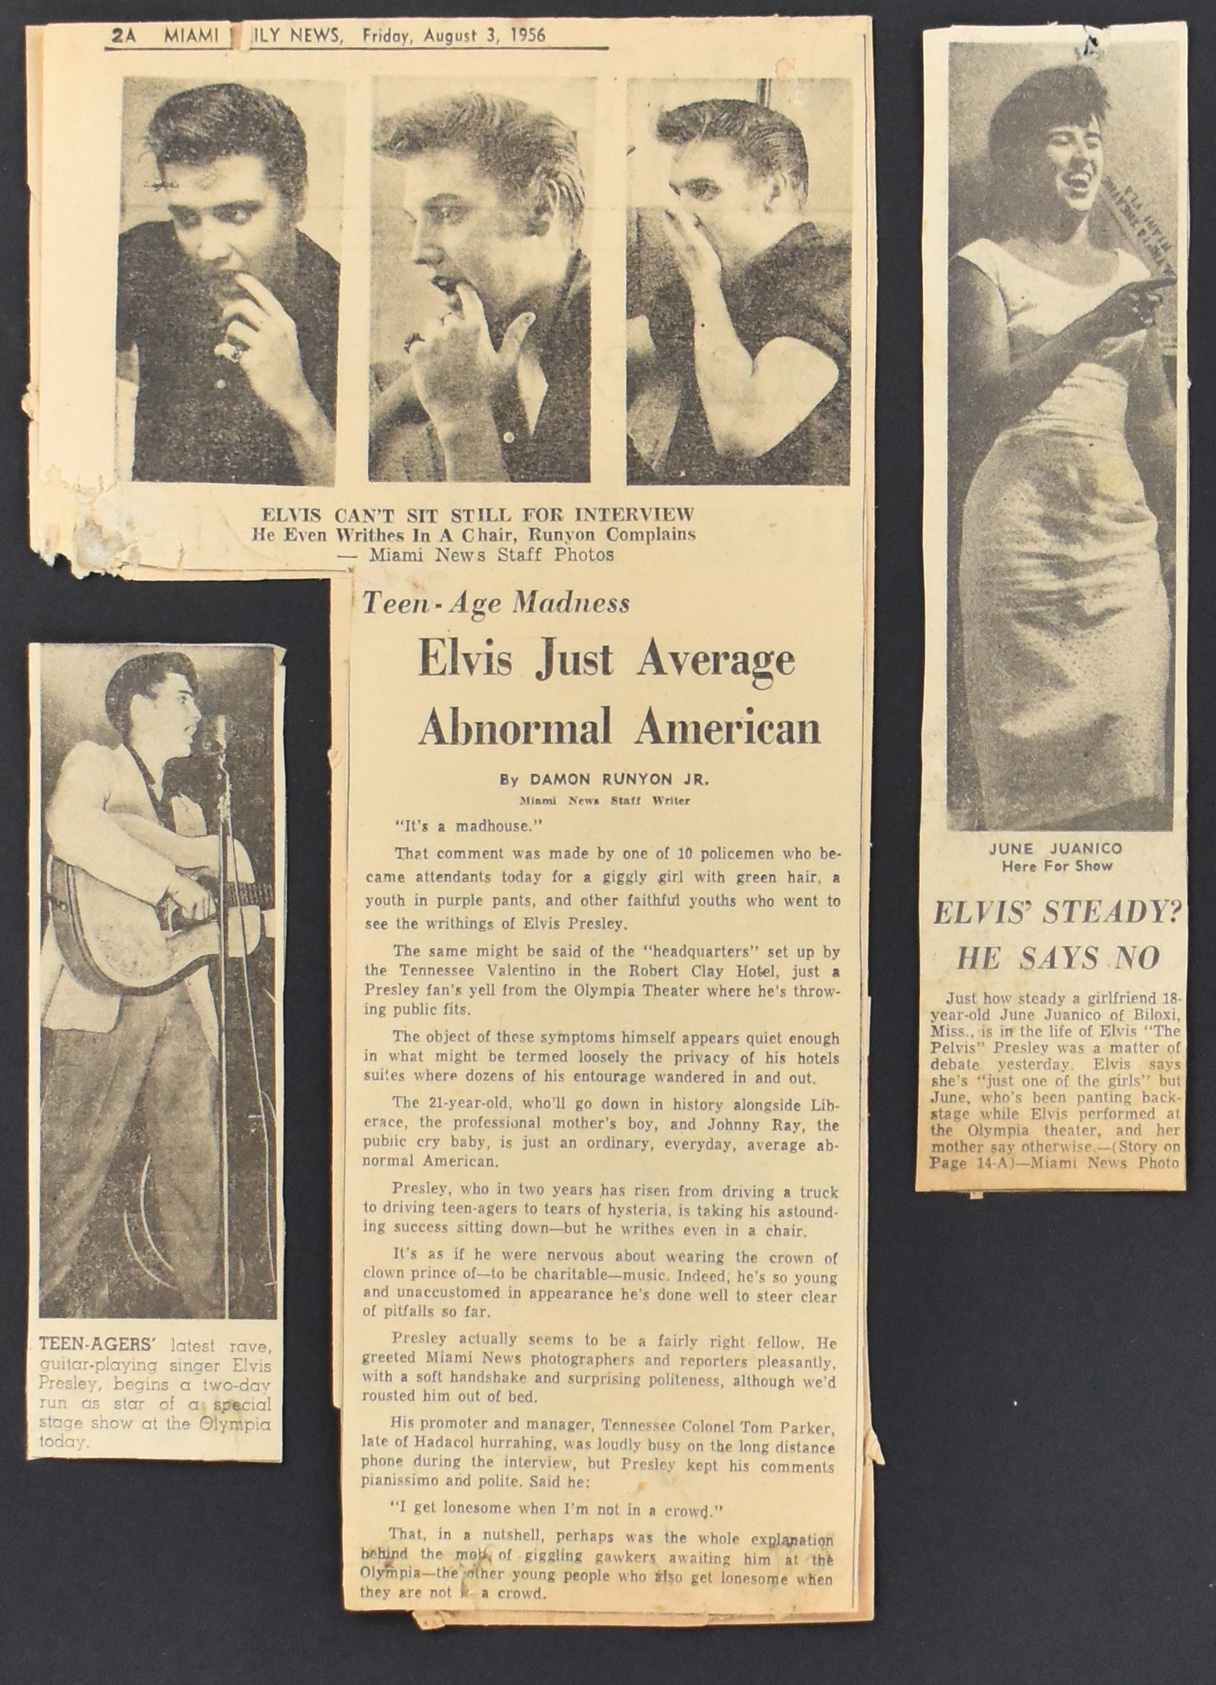 2A MIAMI ILY NEWS, Friday, August 3, 1956
ELVIS CAN'T SIT STILL FOR INTERVIEW
He Even Writhes In A Chair, Runyon Complains
— Miami News Staff Photos
Teen-Age Madness
Elvis Just Average
Abnormal American
By DAMON RUNYON JR.
Miami News Staff Writer
"It's a madhouse."
That comment was made by one of 10 policemen who be-
came attendants today for a giggly girl with green hair, a
youth in purple pants, and other faithful youths who went to
see the writhings of Elvis Presley.
The same might be said of the "headquarters" set up by
the Tennessee Valentino in the Robert Clay Hotel, just a
Presley fan's yell from the Olympia Theater where he's throw-
ing public fits.
The object of these symptoms himself appears quiet enough
in what might be termed loosely the privacy of his hotels
suites where dozens of his entourage wandered in and out.
The 21-year-old, who'll go down in history alongside Lib-
erace, the professional mother's boy, and Johnny Ray, the
public cry baby, is just an ordinary, everyday, average ab-
normal American.
Presley, who in two years has risen from driving a truck
to driving teen-agers to tears of hysteria, is taking his astound-
ing success sitting down—but he writhes even in a chair.
It's as if he were nervous about wearing the crown of
clown prince of—to be charitable—music. Indeed, he's so young
and unaccustomed in appearance he's done well to steer clear
of pitfalls so far.
Presley actually seems to be a fairly right fellow. He
greeted Miami News photographers and reporters pleasantly,
with a soft handshake and surprising politeness, although we'd
rousted him out of bed.
His promoter and manager, Tennessee Colonel Tom Parker,
late of Hadacol hurrahing, was loudly busy on the long distance
phone during the interview, but Presley kept his comments
pianissimo and polite. Said he:
"I get lonesome when I'm not in a crowd."
That, in a nutshell, perhaps was the whole explanation
behind the mob of giggling gawkers awaiting him at the
Olympia—the other young people who also get lonesome when
they are not a crowd.
TEEN-AGERS' latest rave,
guitar-playing singer Elvis
Presley, begins a two-day
run as star of a special
stage show at the Olympia
today.
JUNE JUANICO
Here For Show
ELVIS' STEADY?
HE SAYS NO
Just how steady a girlfriend 18-
year-old June Juanico of Biloxi,
Miss., is in the life of Elvis "The
Pelvis" Presley was a matter of
debate yesterday. Elvis says
she's "just one of the girls" but
June, who's been panting back-
stage while Elvis performed at
the Olympia theater, and her
mother say otherwise.—(Story on
Page 14-A)—Miami News Photo